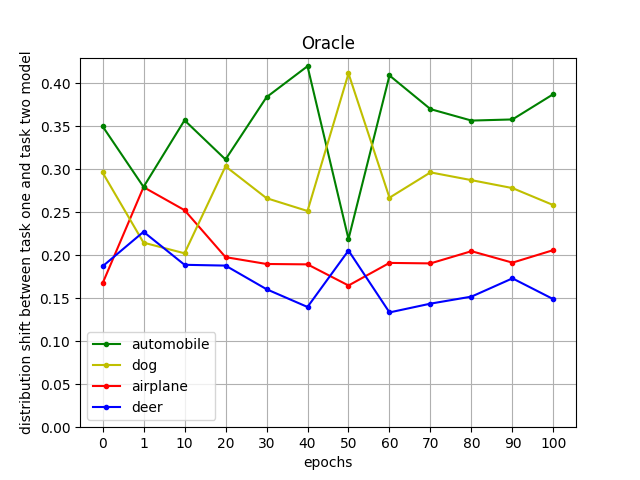 Oracle
distribution shift between task one and task two model
0.40
0.35
0.30
0.25
0.20
0.15
0.10
0.05
0.00
automobile
dog
airplane
deer
0 1 10 20 30 40 50 60 70 80 90 100
epochs